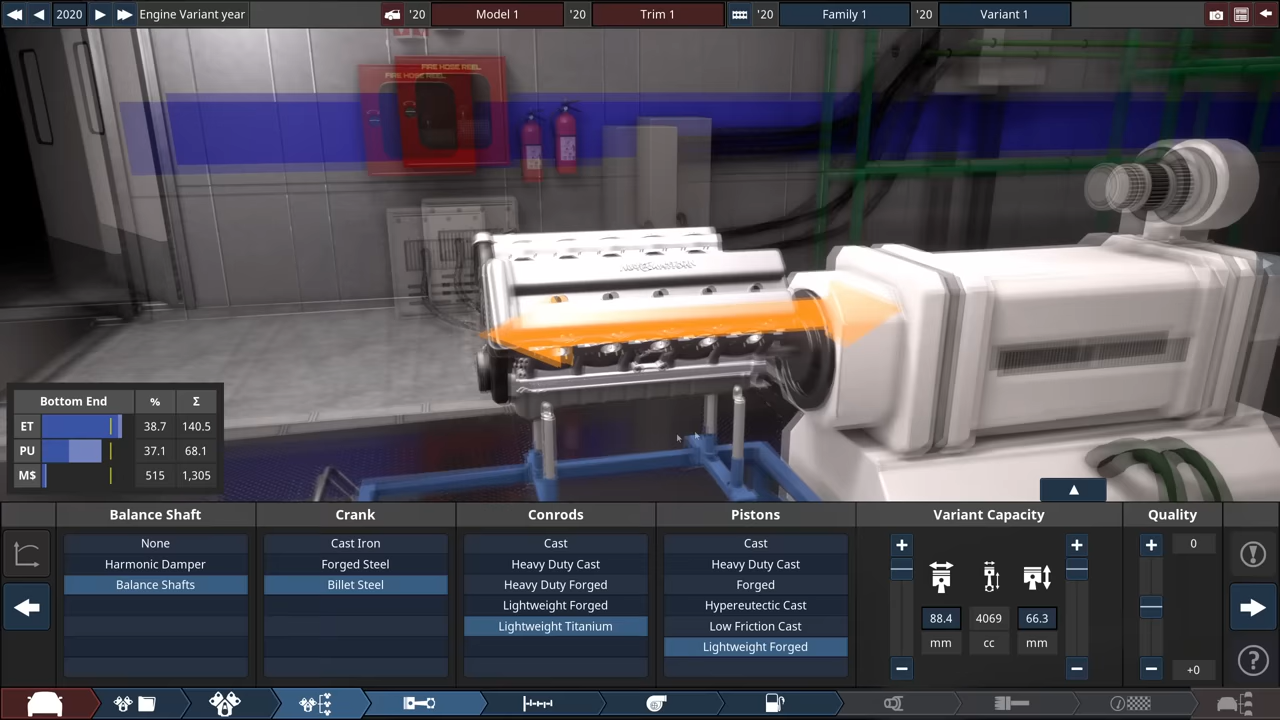 2020 Engine Variant year '20 Model 1 '20 Trim 1 '20 Family 1 '20 Variant 1
FIRE HOSE REEL
FIRE HOSE REEL
Bottom End % Σ
ET 38.7 140.5
PU 37.1 68.1
M$ 515 1,305
Balance Shaft
None
Harmonic Damper
Balance Shafts
Crank
Cast Iron
Forged Steel
Billet Steel
Conrods
Cast
Heavy Duty Cast
Heavy Duty Forged
Lightweight Forged
Lightweight Titanium
Pistons
Cast
Heavy Duty Cast
Forged
Hypereutectic Cast
Low Friction Cast
Lightweight Forged
Variant Capacity
+ +
88.4 4069 66.3
mm cc mm
Quality
+ 0
+0